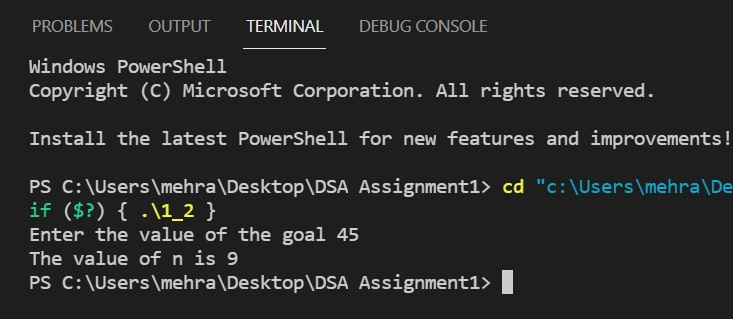 PROBLEMS OUTPUT TERMINAL DEBUG CONSOLE
Windows PowerShell
Copyright (C) Microsoft Corporation. All rights reserved.
Install the latest PowerShell for new features and improvements!
PS C:\Users\mehra\Desktop\DSA Assignment1> cd "c:\Users\mehra\De
if ($?) { .\1_2 }
Enter the value of the goal 45
The value of n is 9
PS C:\Users\mehra\Desktop\DSA Assignment1>